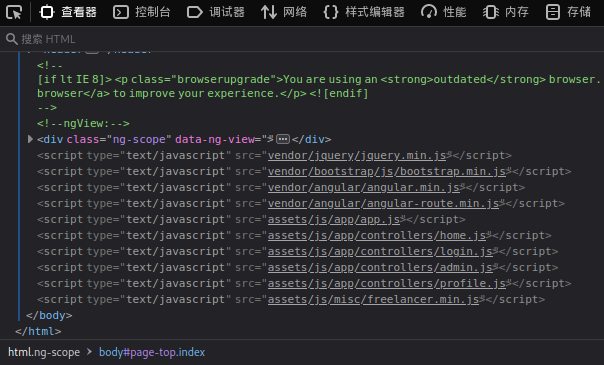 查看器 控制台 调试器 网络 样式编辑器 性能 内存 存储
搜索 HTML
<!--
[if lt IE 8]> <p class="browserupgrade">You are using an <strong>outdated</strong> browser.
browser</a> to improve your experience.</p> <![endif]
-->
<!--ngView:-->
<div class="ng-scope" data-ng-view=" ⋯ </div>
<script type="text/javascript" src="vendor/jquery/jquery.min.js </script>
<script type="text/javascript" src="vendor/bootstrap/js/bootstrap.min.js </script>
<script type="text/javascript" src="vendor/angular/angular.min.js </script>
<script type="text/javascript" src="vendor/angular/angular-route.min.js </script>
<script type="text/javascript" src="assets/js/app/app.js </script>
<script type="text/javascript" src="assets/js/app/controllers/home.js </script>
<script type="text/javascript" src="assets/js/app/controllers/login.js </script>
<script type="text/javascript" src="assets/js/app/controllers/admin.js </script>
<script type="text/javascript" src="assets/js/app/controllers/profile.js </script>
<script type="text/javascript" src="assets/js/misc/freelancer.min.js </script>
</body>
</html>
html.ng-scope > body#page-top.index